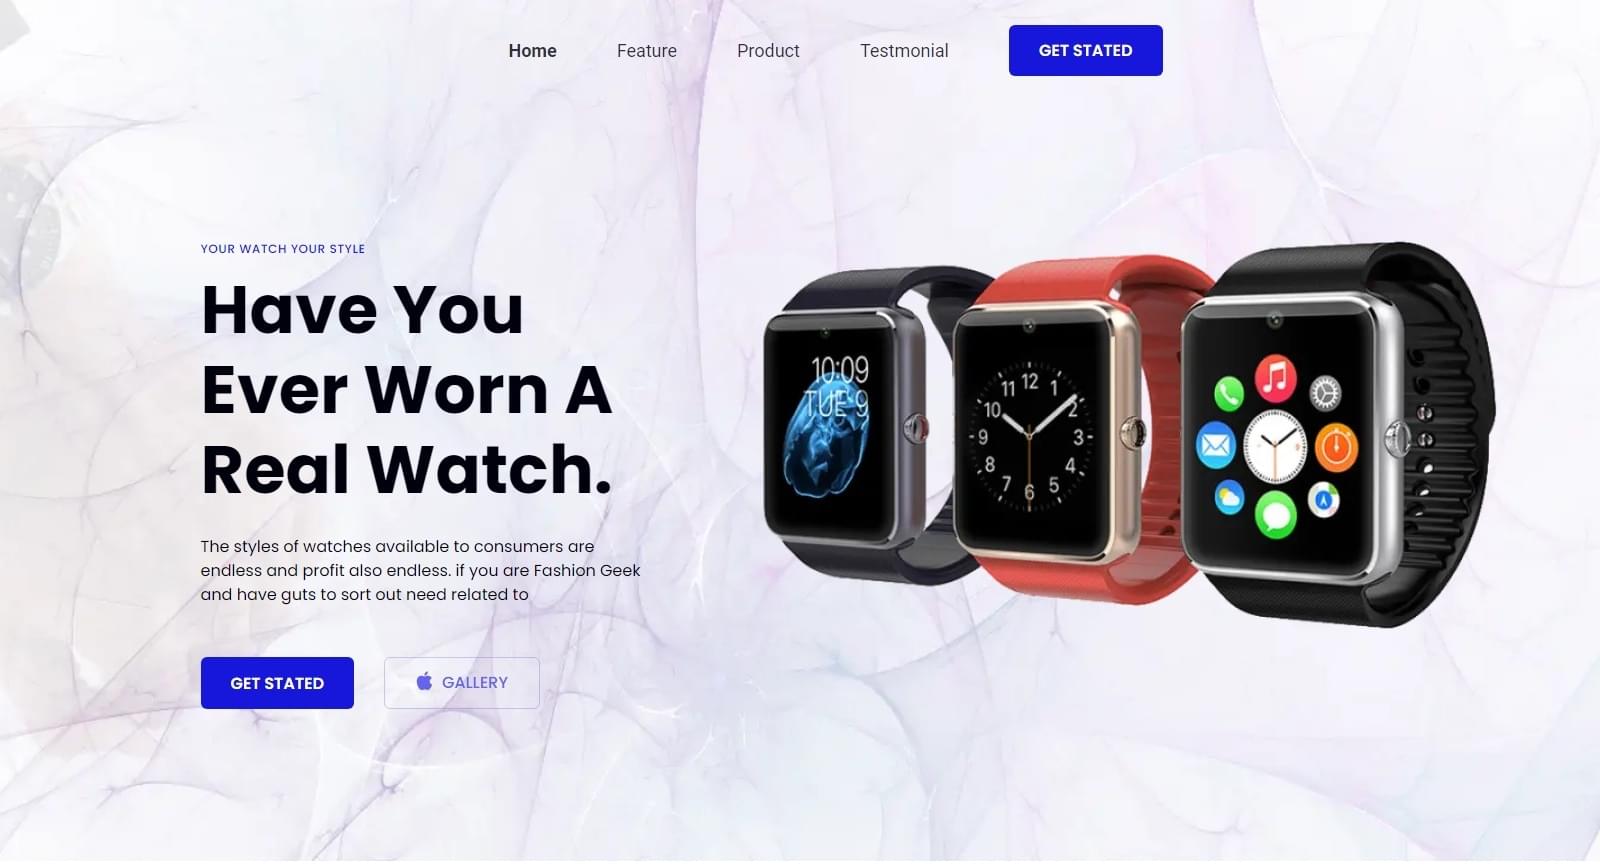 Home Feature Product Testmonial GET STATED
YOUR WATCH YOUR STYLE
Have You
Ever Worn A
Real Watch.
The styles of watches available to consumers are
endless and profit also endless. if you are Fashion Geek
and have guts to sort out need related to
GET STATED GALLERY
10:09
TUE 9
11 12 1
10 2
9 3
8 4
7 6 5